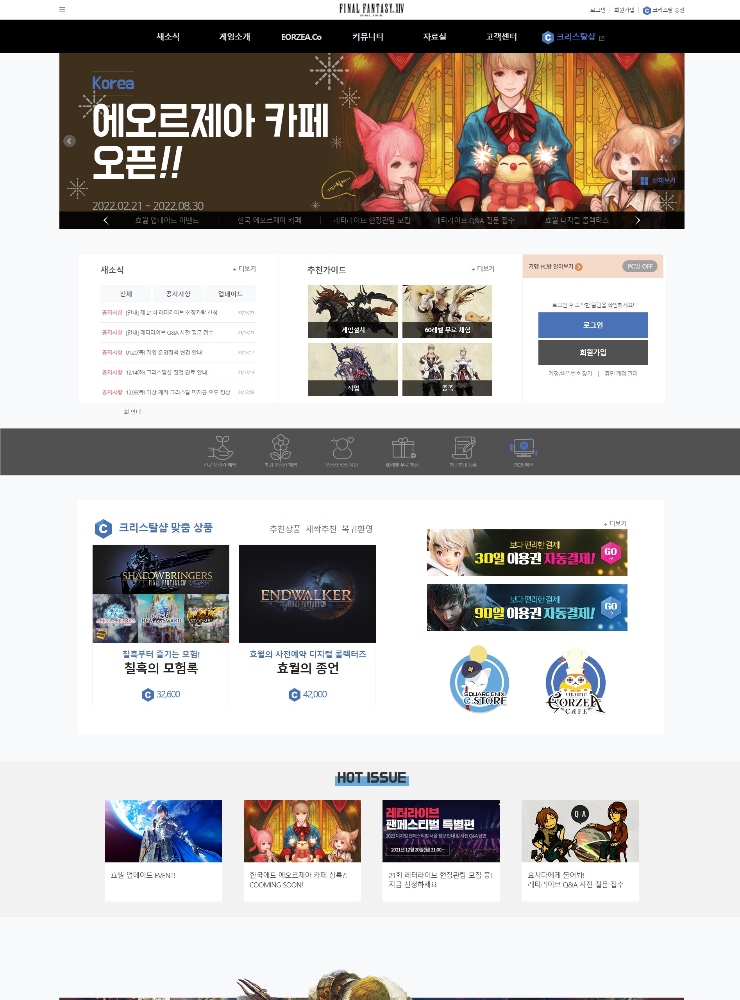 FINAL FANTASY XIV
ONLINE
로그인 회원가입 크리스탈 충전
새소식 게임소개 EORZEA.Co 커뮤니티 자료실 고객센터 크리스탈샵
Korea
에오르제아 카페
오픈!!
기다릴게~
전체보기
2022.02.21 ~ 2022.08.30
효월 업데이트 이벤트 한국 에오르제아 카페 레터라이브 현장관람 모집 레터라이브 Q&A 질문 접수 효월 디지털 콜렉터즈
새소식 + 더보기
전체 공지사항 업데이트
공지사항 [안내] 제 21회 레터라이브 현장관람 신청 21/12/21
공지사항 [안내] 레터라이브 Q&A 사전 질문 접수 21/12/21
공지사항 01.20(목) 게임 운영정책 변경 안내 21/12/17
공지사항 12.14(화) 크리스탈샵 점검 완료 안내 21/12/14
공지사항 12.09(목) 가상 계좌 크리스탈 미지급 오류 정상 21/12/09
화 안내
추천가이드 + 더보기
게임설치 60레벨 무료 체험
직업 종족
가맹 PC방 알아보기 PC방 OFF
로그인 후 도착한 알림을 확인하세요!
로그인
회원가입
계정/비밀번호 찾기 | 휴면 계정 관리
신규 모험가 혜택 복귀 모험가 혜택 모험가 성장 지원 60레벨 무료 체험 친구초대 등록 PC방 혜택
C 크리스탈샵 맞춤 상품 추천상품 새싹추천 복귀환영
SHADOWBRINGERS
FINAL FANTASY XIV 칠흑의 반역자
ONLINE
A REALM REBORN HEAVENSWARD STORMBLOOD
칠흑부터 즐기는 모험!
칠흑의 모험록
C 32,600
ENDWALKER
FINAL FANTASY XIV
ONLINE
효월의 사전예약 디지털 콜렉터즈
효월의 종언
C 42,000
+ 더보기
보다 편리한 결제!
30일 이용권 자동결제! GO
보다 편리한 결제!
90일 이용권 자동결제! GO
SQUARE ENIX
e-STORE
FINAL FANTASY
EORZEA
CAFE
HOT ISSUE
효월 업데이트 EVENT!
한국에도 에오르제아 카페 상륙?!
COOMING SOON!
레터라이브
팬페스티벌 특별편
2022 디지털 팬페스티벌 서울 정보 안내 및 사전 Q&A 답변
2021년 12월 20일(월) 21:00 ~
21회 레터라이브 현장관람 모집 중!
지금 신청하세요
Q/A
요시다에게 물어봐!
레터라이브 Q&A 사전 질문 접수